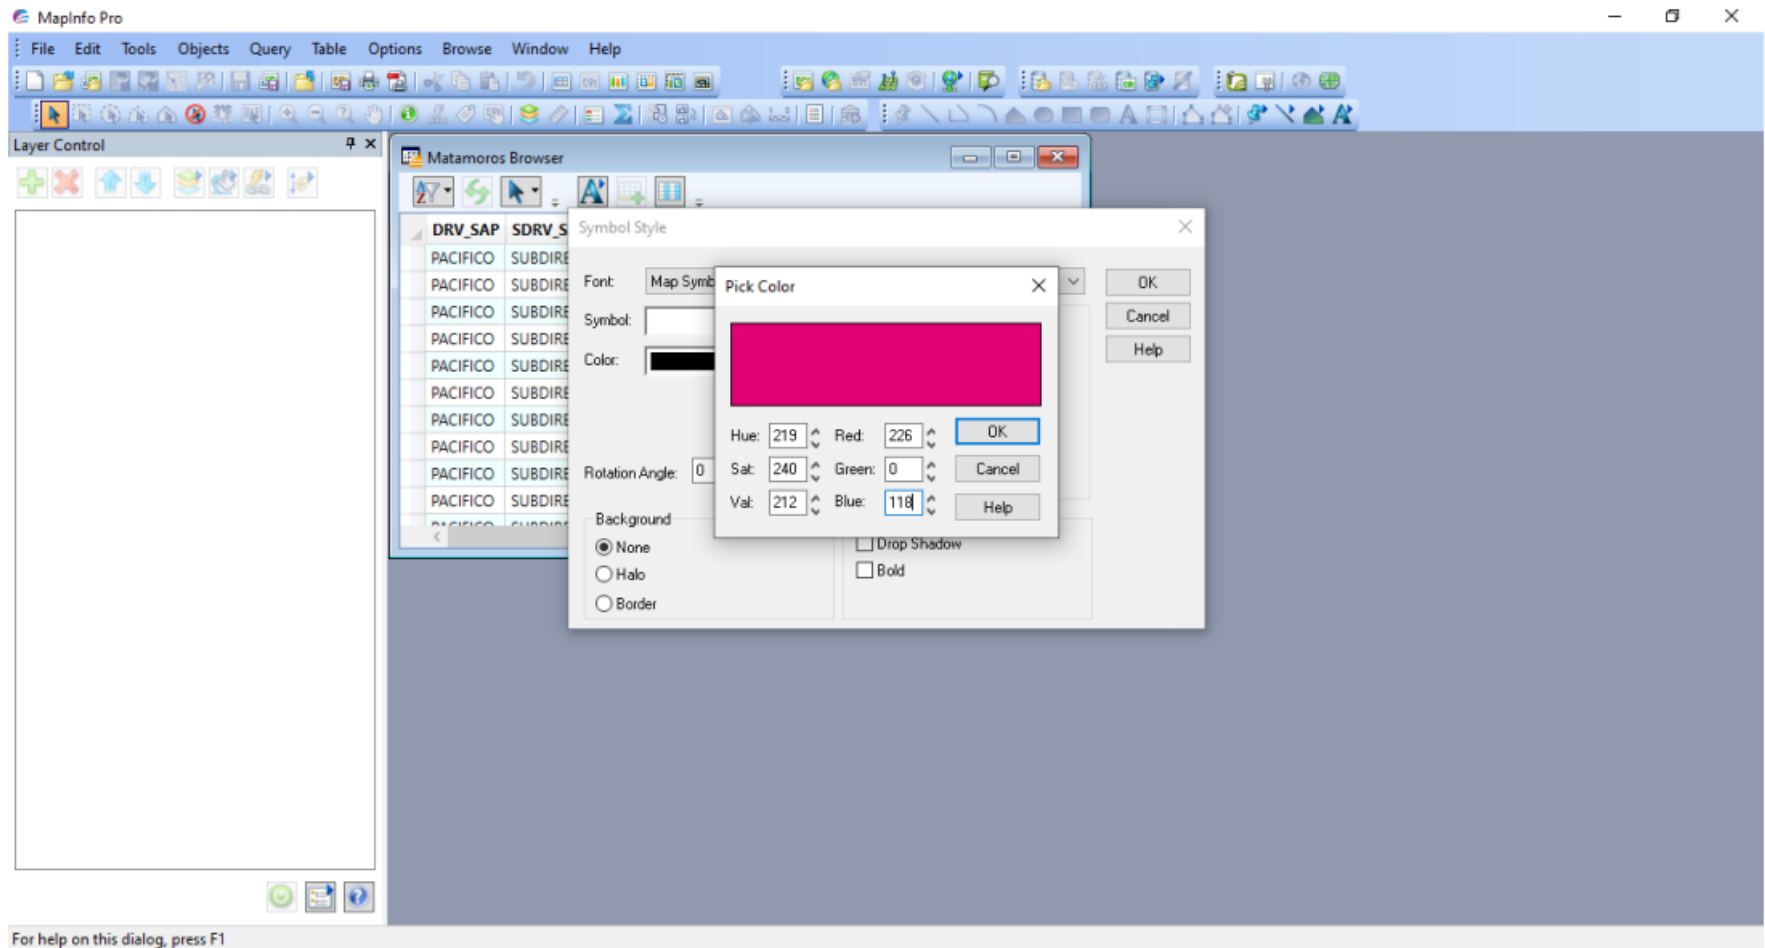 MapInfo Pro
File Edit Tools Objects Query Table Options Browse Window Help
Layer Control
Matamoros Browser
DRV_SAP SDRV_S
PACIFICO SUBDIRE
PACIFICO SUBDIRE
PACIFICO SUBDIRE
PACIFICO SUBDIRE
PACIFICO SUBDIRE
PACIFICO SUBDIRE
PACIFICO SUBDIRE
PACIFICO SUBDIRE
PACIFICO SUBDIRE
PACIFICO SUBDIRE
Symbol Style
Font: Map Symb
Symbol:
Color:
Rotation Angle: 0
Background
None
Halo
Border
Drop Shadow
Bold
OK
Cancel
Help
Pick Color
Hue: 219 Red: 226 OK
Sat: 240 Green: 0 Cancel
Val: 212 Blue: 118 Help
For help on this dialog, press F1